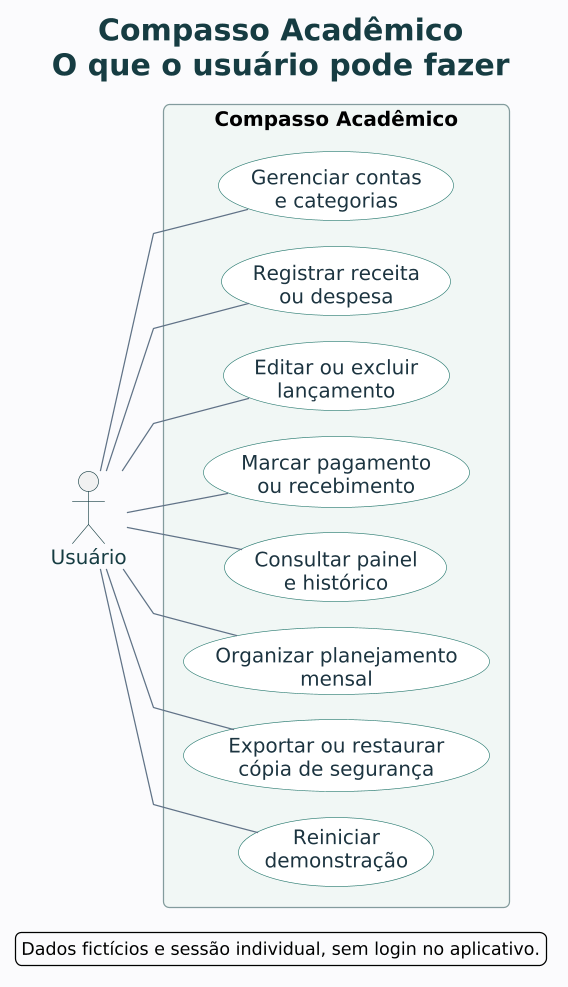 Compasso Acadêmico
O que o usuário pode fazer
Compasso Acadêmico
Gerenciar contas
e categorias
Registrar receita
ou despesa
Editar ou excluir
lançamento
Marcar pagamento
ou recebimento
Usuário
Consultar painel
e histórico
Organizar planejamento
mensal
Exportar ou restaurar
cópia de segurança
Reiniciar
demonstração
Dados fictícios e sessão individual, sem login no aplicativo.